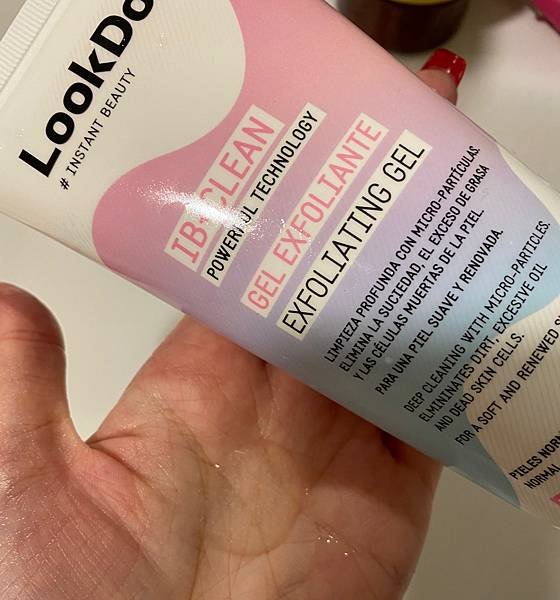 LookDo
# INSTANT BEAUTY
CLEAN
POWERFUL TECHNOLOGY
GEL EXFOLIANTE
EXFOLIATING GEL
LIMPIEZA PROFUNDA CON MICRO-PARTÍCULAS.
ELIMINA LA SUCIEDAD, EL EXCESO DE GRASA
Y LAS CÉLULAS MUERTAS DE LA PIEL.
PARA UNA PIEL SUAVE Y RENOVADA.
DEEP CLEANING WITH MICRO-PARTICLES
ELMININATES DIRT, EXCESIVE OIL
AND DEAD SKIN CELLS.
FOR A SOFT AND RENEWED
PIELES